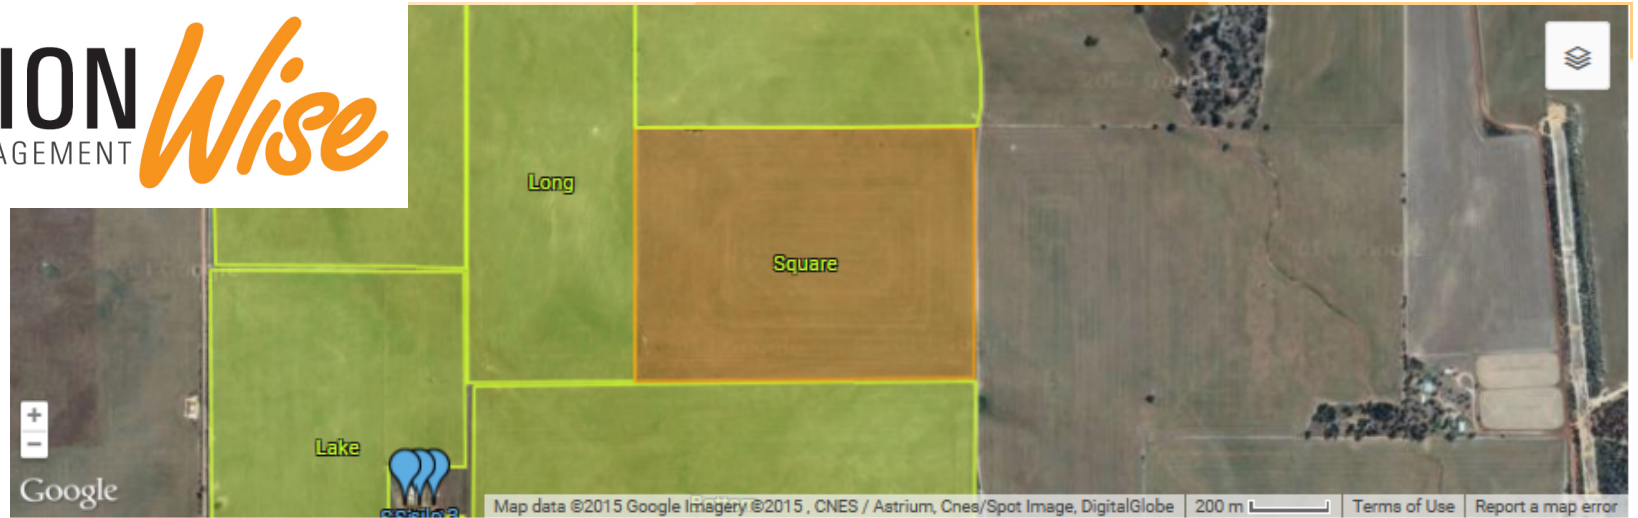 ION
AGEMENT
Wise
Long
Square
Lake
+
−
Google
Map data ©2015 Google Imagery ©2015 , CNES / Astrium, Cnes/Spot Image, DigitalGlobe
200 m
Terms of Use
Report a map error